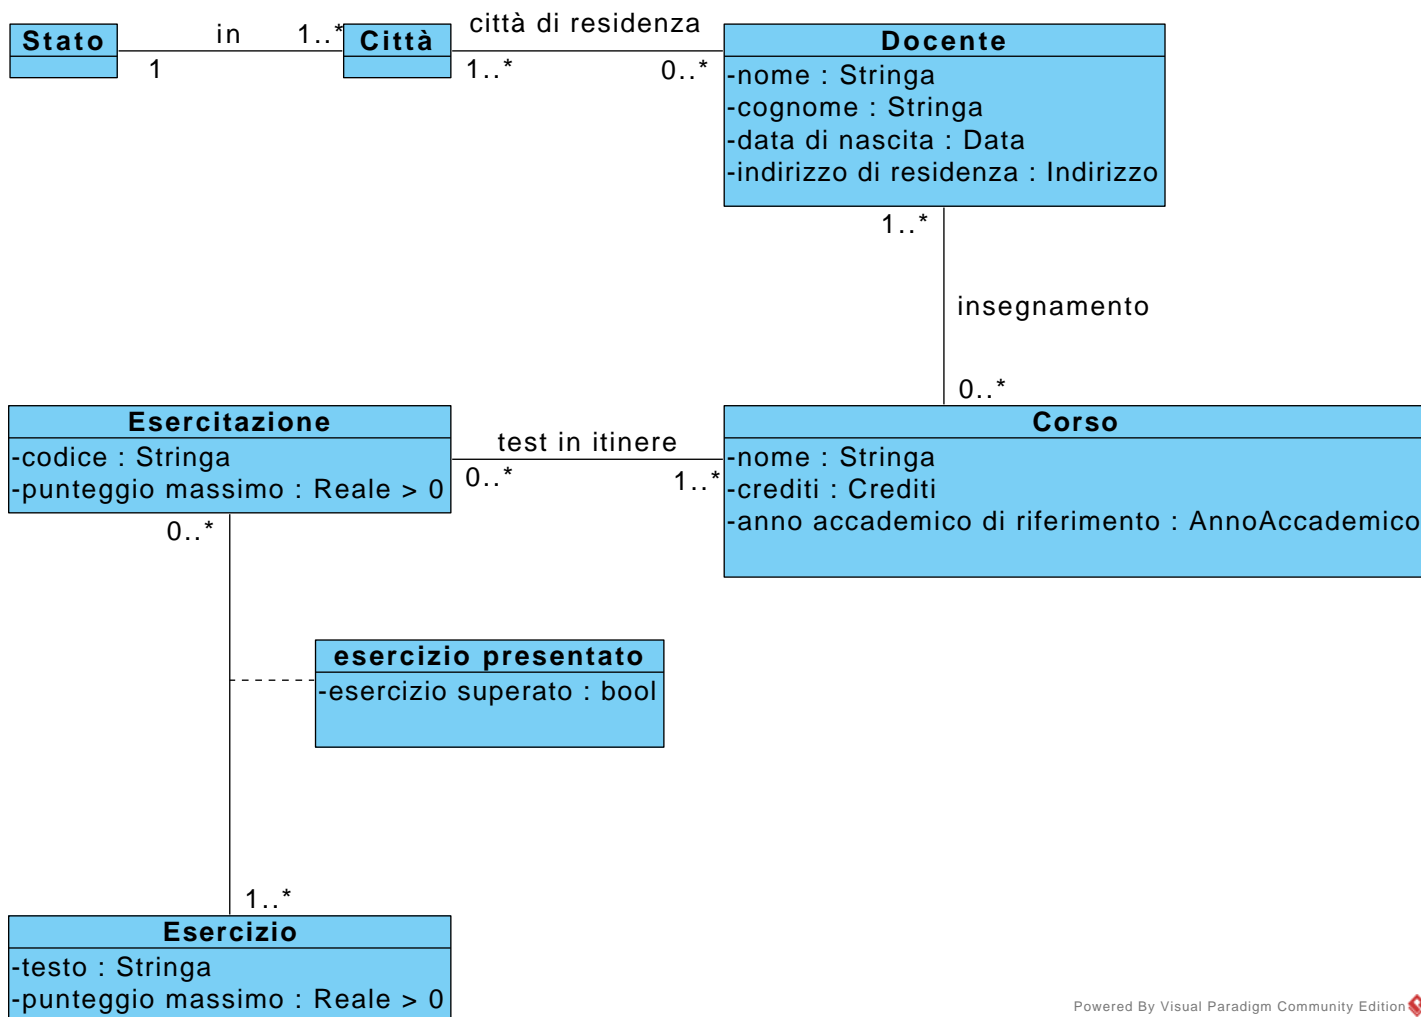 Stato
in
1..*
1
Città
città di residenza
1..*
0..*
Docente
-nome : Stringa
-cognome : Stringa
-data di nascita : Data
-indirizzo di residenza : Indirizzo
1..*
insegnamento
0..*
Esercitazione
-codice : Stringa
-punteggio massimo : Reale > 0
test in itinere
0..*
1..*
Corso
-nome : Stringa
-crediti : Crediti
-anno accademico di riferimento : AnnoAccademico
0..*
esercizio presentato
-esercizio superato : bool
1..*
Esercizio
-testo : Stringa
-punteggio massimo : Reale > 0
Powered By Visual Paradigm Community Edition